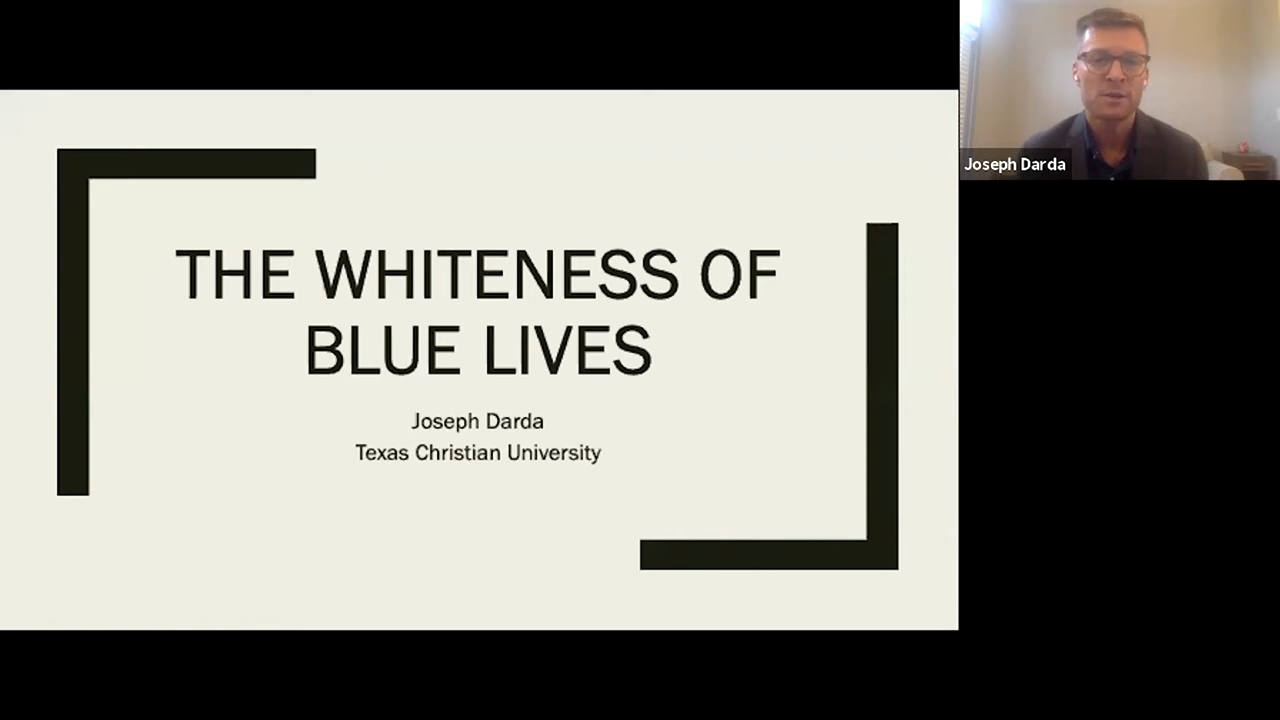 THE WHITENESS OF
BLUE LIVES
Joseph Darda
Texas Christian University
Joseph Darda